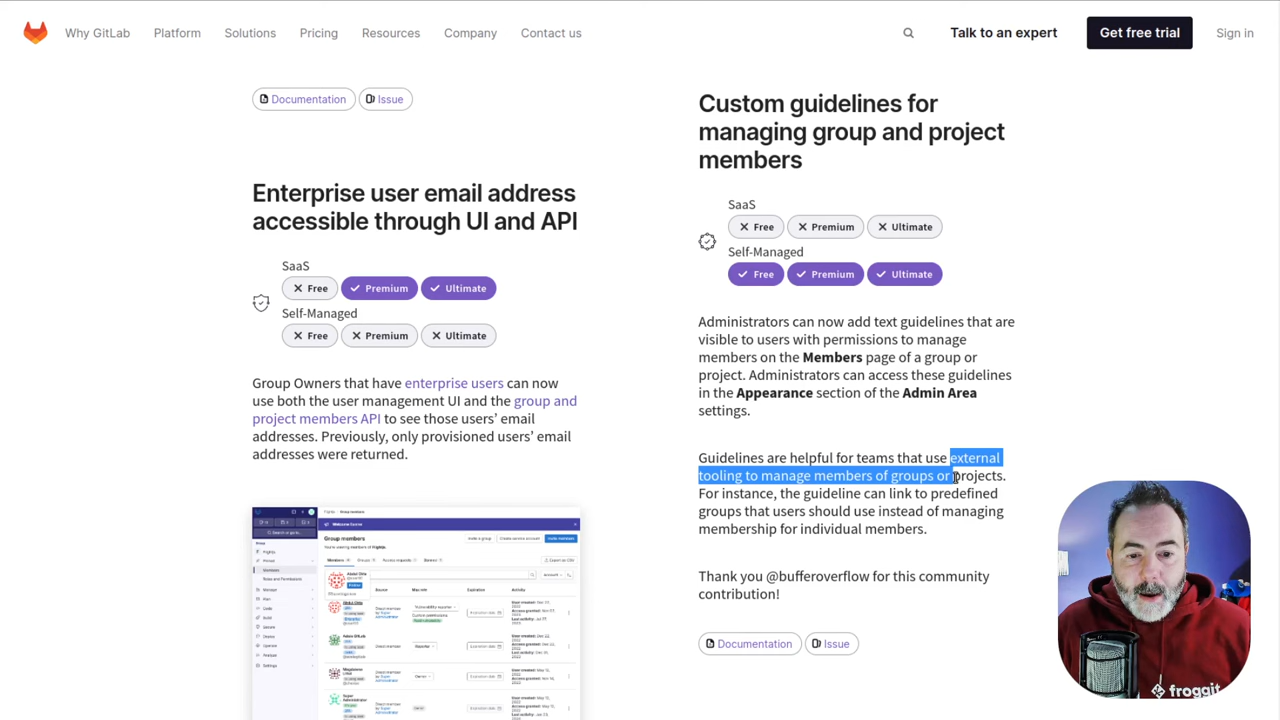 Why GitLab Platform Solutions Pricing Resources Company Contact us Talk to an expert Get free trial Sign in
Documentation Issue
Enterprise user email address
accessible through UI and API
SaaS
Free Premium Ultimate
Self-Managed
Free Premium Ultimate
Group Owners that have enterprise users can now
use both the user management UI and the group and
project members API to see those users’ email
addresses. Previously, only provisioned users’ email
addresses were returned.
Group members
Custom guidelines for
managing group and project
members
SaaS
Free Premium Ultimate
Self-Managed
Free Premium Ultimate
Administrators can now add text guidelines that are
visible to users with permissions to manage
members on the Members page of a group or
project. Administrators can access these guidelines
in the Appearance section of the Admin Area
settings.
Guidelines are helpful for teams that use external
tooling to manage members of groups or projects.
For instance, the guideline can link to predefined
groups that users should use instead of managing
membership for individual members.
Thank you @bufferoverflow for this community
contribution!
Documentation Issue
froggit